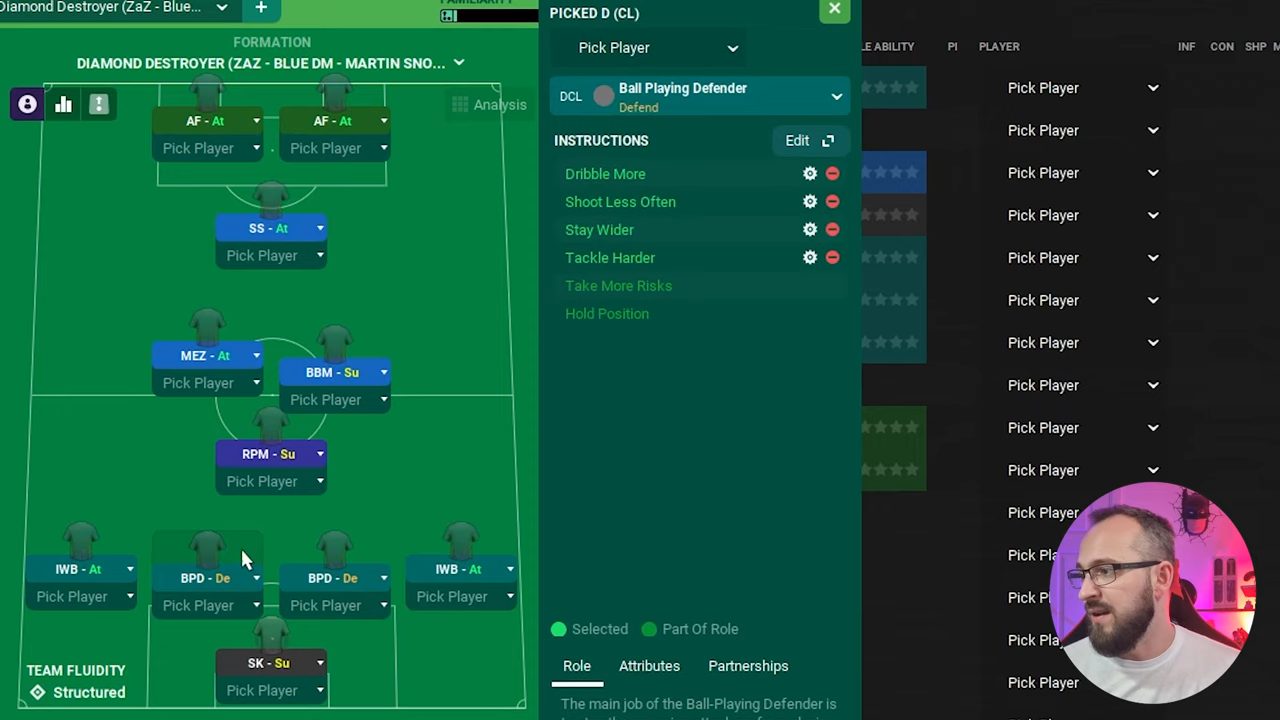 Diamond Destroyer (ZaZ - Blue...
+
FORMATION
DIAMOND DESTROYER (ZAZ - BLUE DM - MARTIN SNO...
Analysis
AF - At
Pick Player
AF - At
Pick Player
SS - At
Pick Player
MEZ - At
Pick Player
BBM - Su
Pick Player
RPM - Su
Pick Player
IWB - At
Pick Player
BPD - De
Pick Player
BPD - De
Pick Player
IWB - At
Pick Player
SK - Su
Pick Player
TEAM FLUIDITY
Structured
PICKED D (CL)
Pick Player
DCL
Ball Playing Defender
Defend
INSTRUCTIONS
Edit
Dribble More
Shoot Less Often
Stay Wider
Tackle Harder
Take More Risks
Hold Position
Selected
Part Of Role
Role
Attributes
Partnerships
The main job of the Ball-Playing Defender is
LE ABILITY
PI
PLAYER
INF
CON
SHP
Pick Player
Pick Player
Pick Player
Pick Player
Pick Player
Pick Player
Pick Player
Pick Player
Pick Player
Pick Player
Pick Player
Pick
Pick
Pick
Pick Player